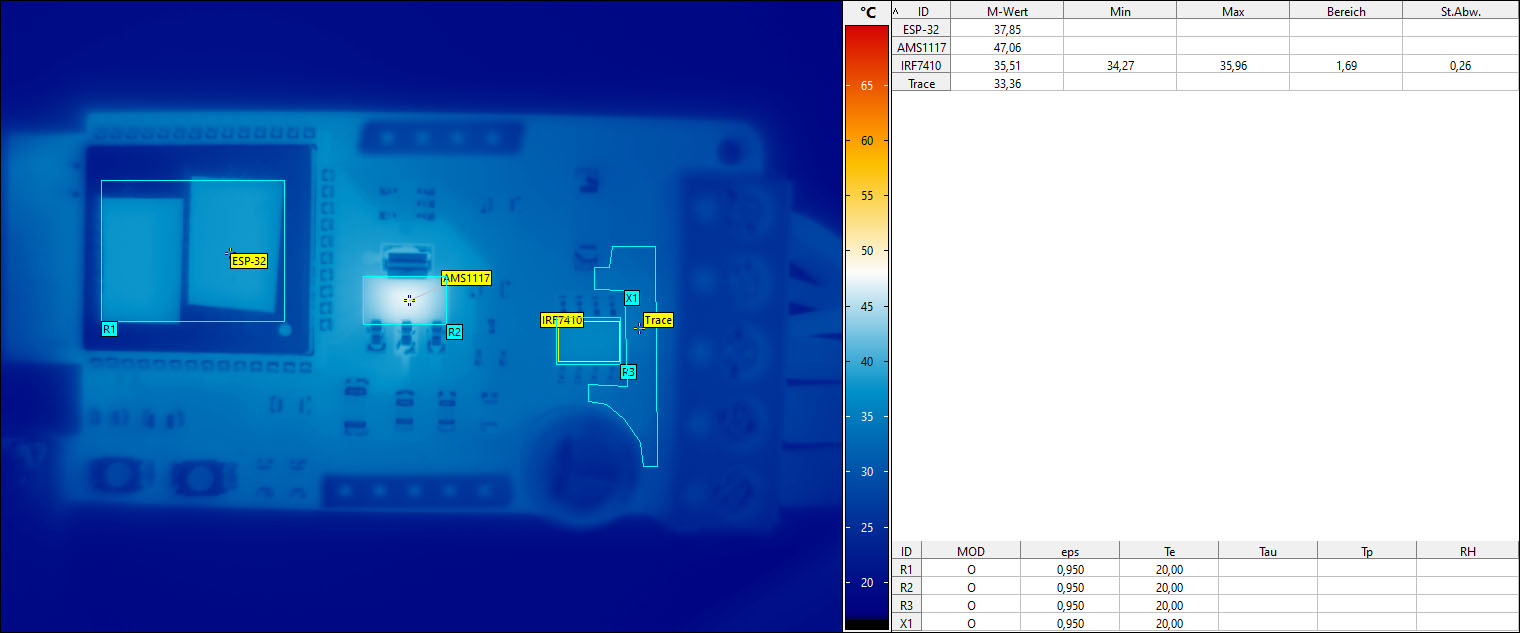 °C
65
60
55
50
45
40
35
30
25
20
ESP-32
R1
AMS1117
R2
X1
IRF7410
Trace
R3
^ ID M-Wert Min Max Bereich St.Abw.
ESP-32 37,85
AMS1117 47,06
IRF7410 35,51 34,27 35,96 1,69 0,26
Trace 33,36
ID MOD eps Te Tau Tp RH
R1 O 0,950 20,00
R2 O 0,950 20,00
R3 O 0,950 20,00
X1 O 0,950 20,00